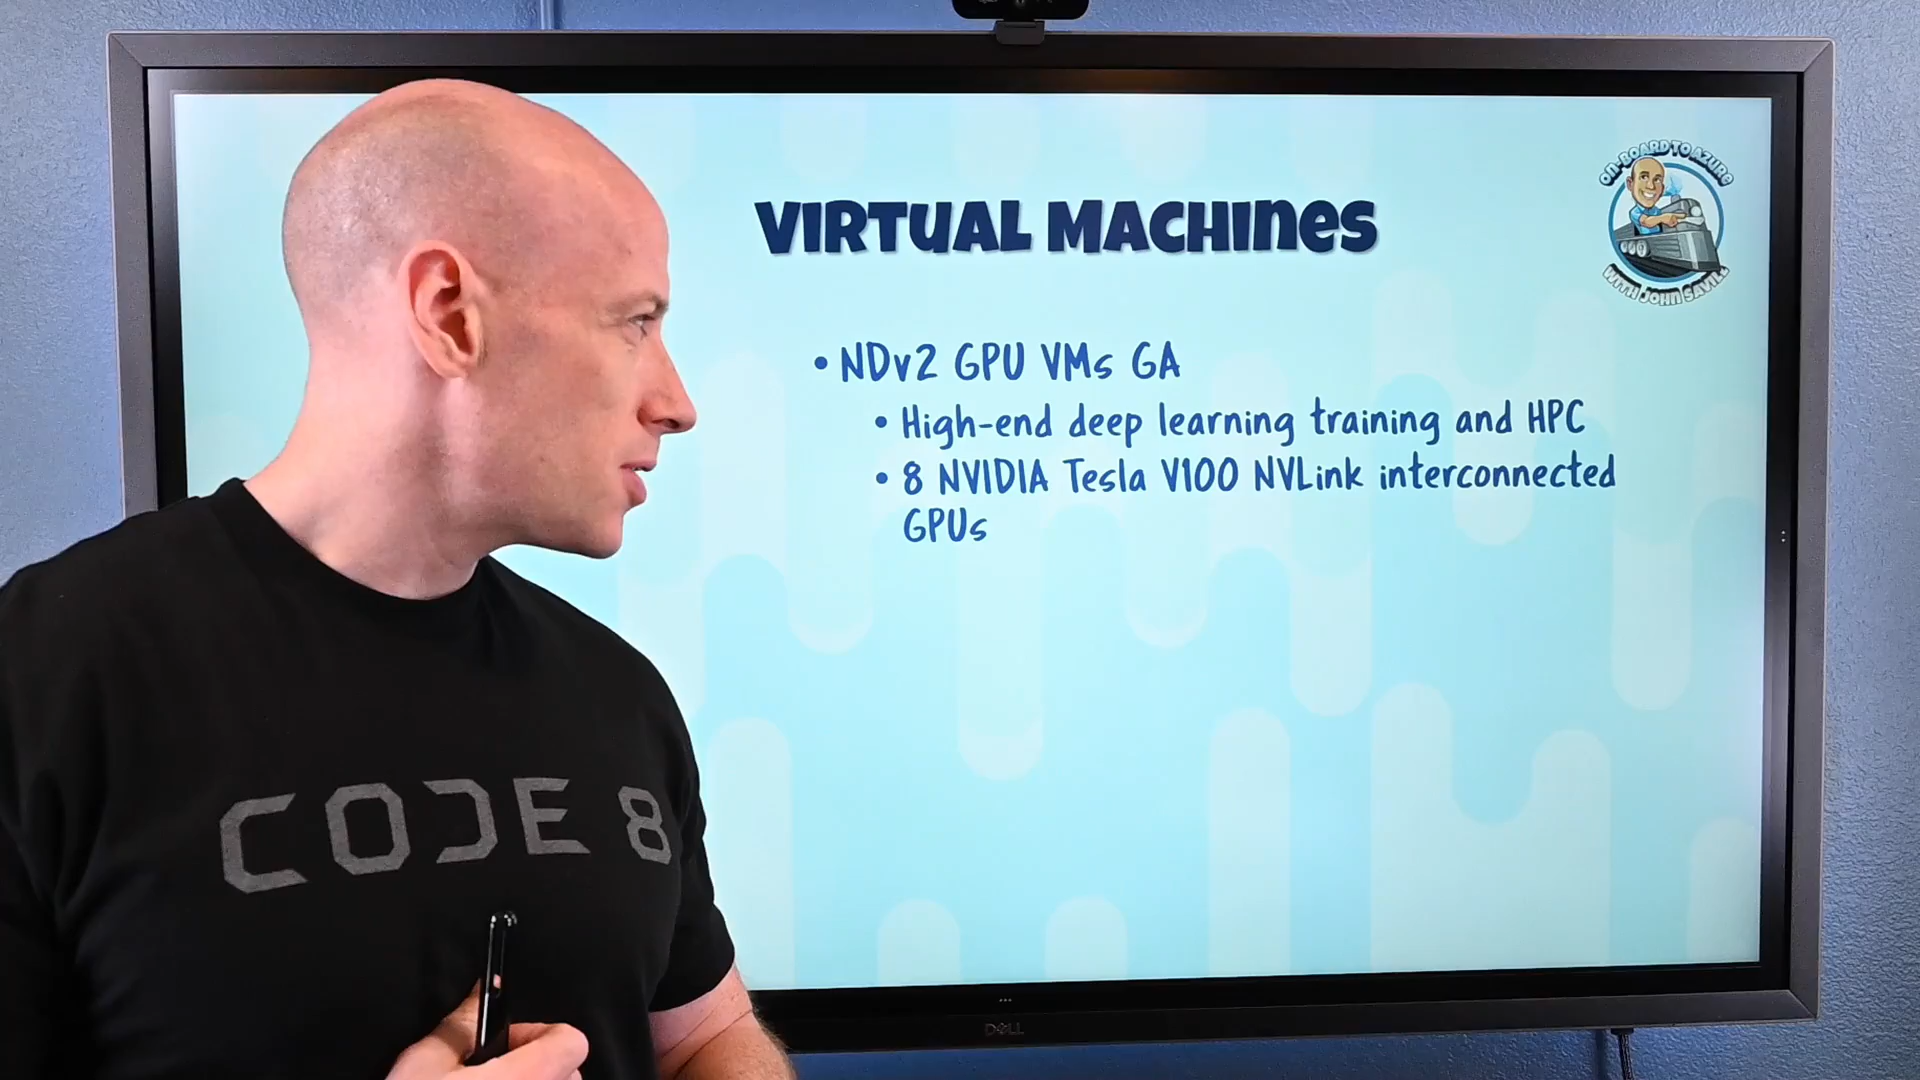 ON-BOARD TO AZURE
WITH JOHN SAVILL
VIRTUAL MACHINES
• NDv2 GPU VMs GA
• High-end deep learning training and HPC
• 8 NVIDIA Tesla V100 NVLink interconnected
GPUs
CODE 8
DELL